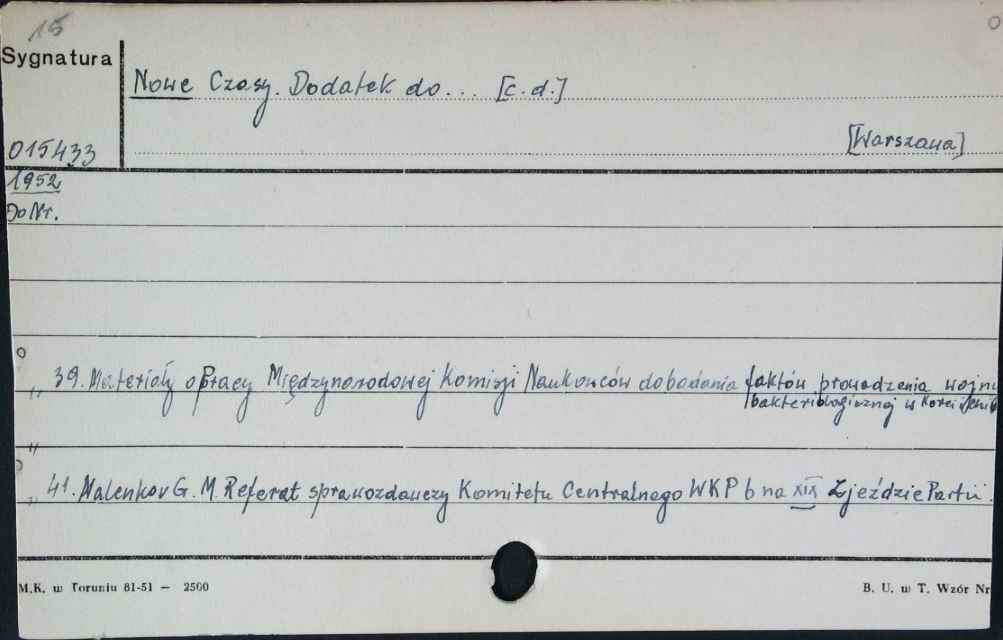 15
Sygnatura
Nowe Czasy. Dodatek do... [c.d.]
015433
[Warszawa]
1952
Do Nr.
„ 39. Materiały o Pracy Międzynarodowej Komisji Naukowców do badania faktów prowadzenia wojny
bakteriologicznej w Korei i
„
„ 41. Malenkov G. M. Referat sprawozdawczy Komitetu Centralnego WKP b na XIX Zjeździe Partii.
M.K. w Toruniu 81-51 — 2500
B. U. w T. Wzór Nr